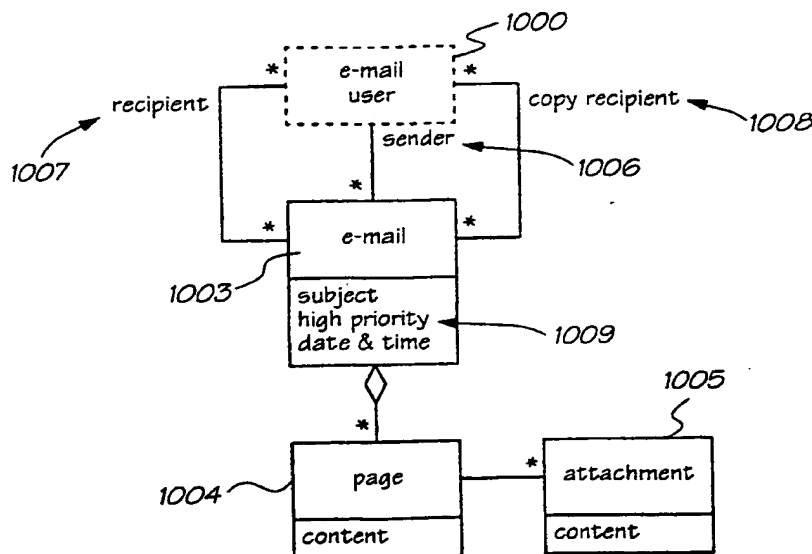 1000
* e-mail *
user
recipient
copy recipient
1007
sender
1008
1006
*
* e-mail *
1003
subject
high priority
date & time
1009
1005
*
page
* attachment
1004
content
content